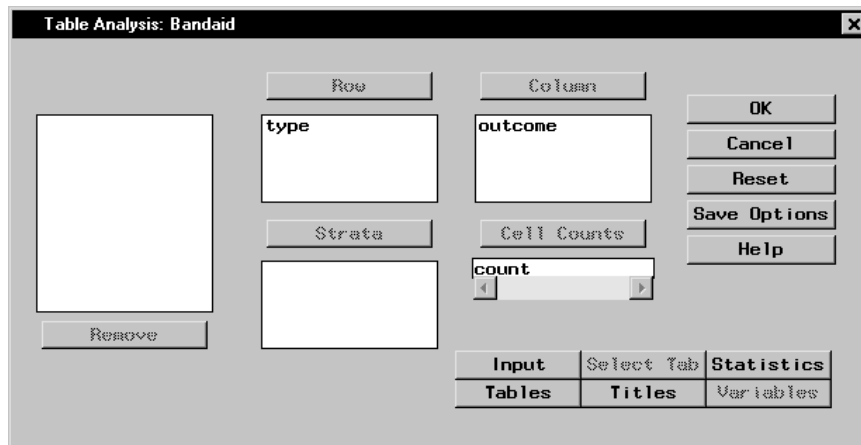 Table Analysis: Bandaid
Row
Column
type
outcome
OK
Cancel
Reset
Save Options
Help
Strata
Cell Counts
count
Remove
Input
Select Tab
Statistics
Tables
Titles
Variables